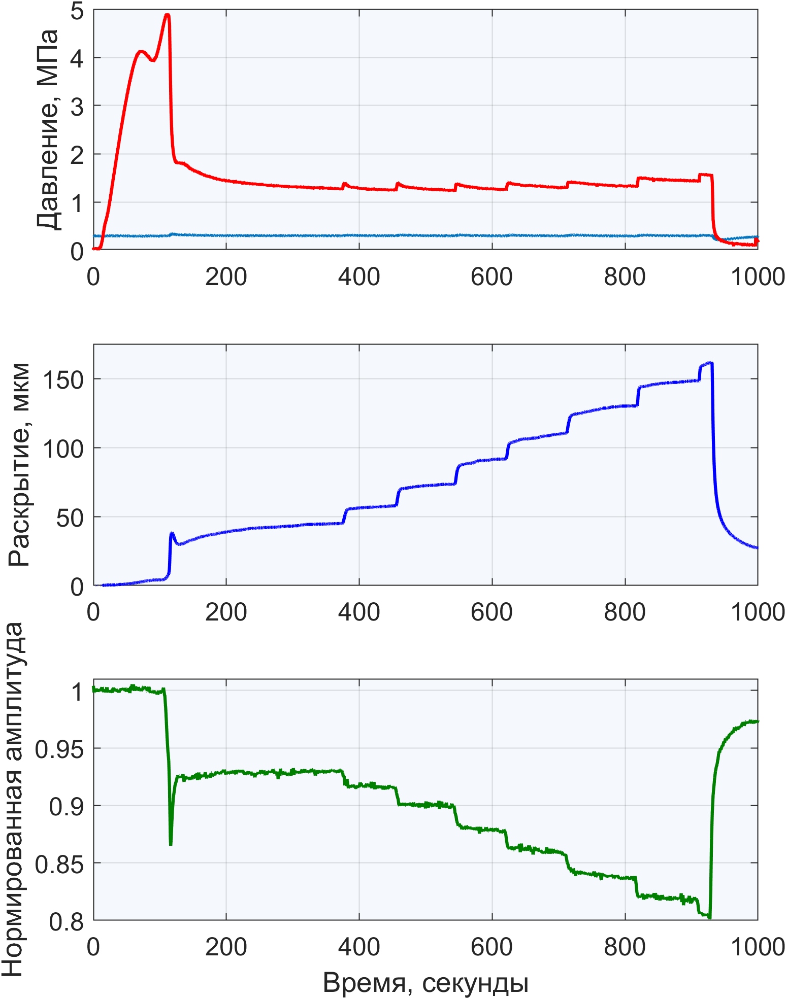 Давление, МПа
5
4
3
2
1
0
0 200 400 600 800 1000
Раскрытие, мкм
150
100
50
0
0 200 400 600 800 1000
Нормированная амплитуда
1
0.95
0.9
0.85
0.8
0 200 400 600 800 1000
Время, секунды